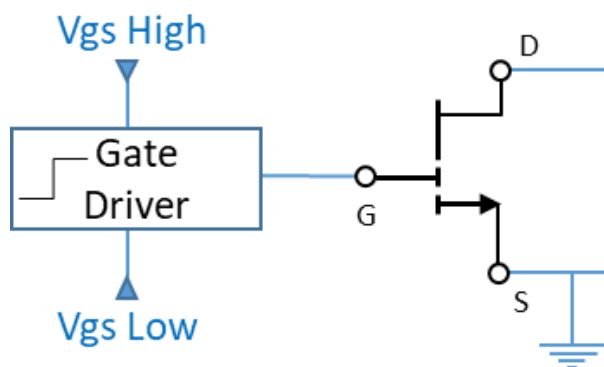 Vgs High
D
Gate
Driver
G
S
Vgs Low